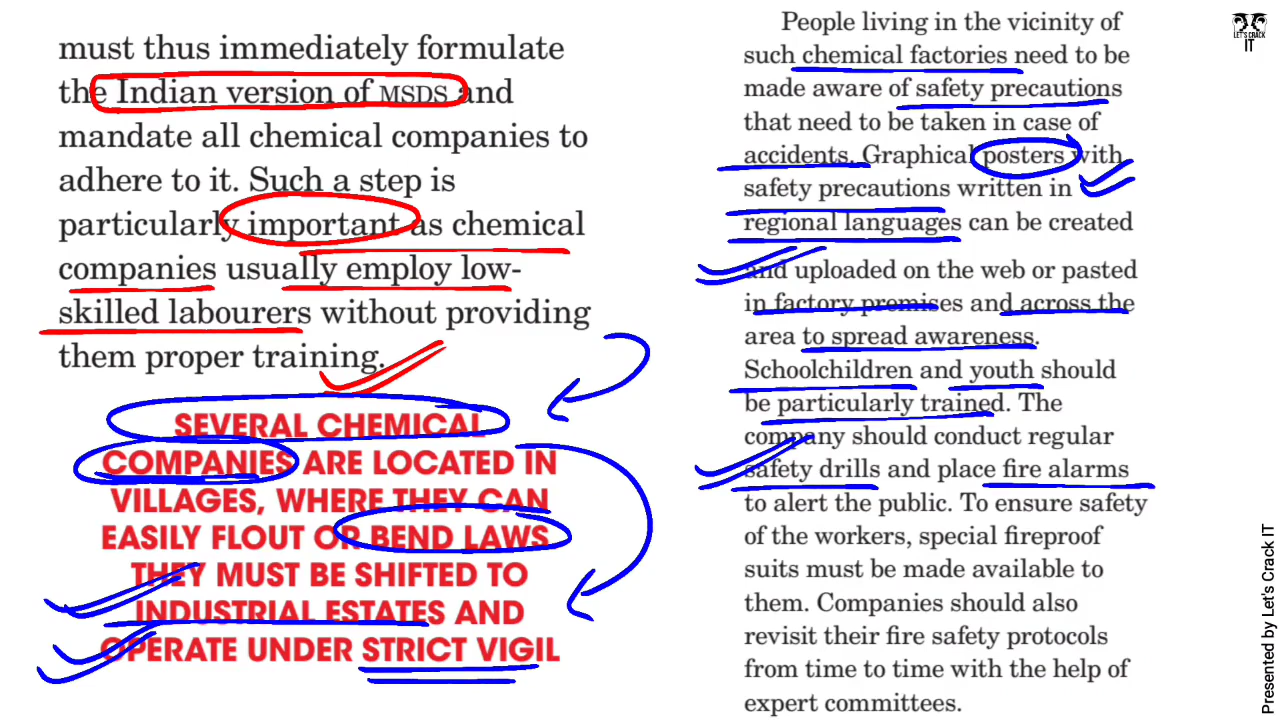 must thus immediately formulate
the Indian version of MSDS and
mandate all chemical companies to
adhere to it. Such a step is
particularly important as chemical
companies usually employ low-
skilled labourers without providing
them proper training.
SEVERAL CHEMICAL
COMPANIES ARE LOCATED IN
VILLAGES, WHERE THEY CAN
EASILY FLOUT OR BEND LAWS
THEY MUST BE SHIFTED TO
INDUSTRIAL ESTATES AND
OPERATE UNDER STRICT VIGIL
People living in the vicinity of
such chemical factories need to be
made aware of safety precautions
that need to be taken in case of
accidents. Graphical posters with
safety precautions written in
regional languages can be created
and uploaded on the web or pasted
in factory premises and across the
area to spread awareness.
Schoolchildren and youth should
be particularly trained. The
company should conduct regular
safety drills and place fire alarms
to alert the public. To ensure safety
of the workers, special fireproof
suits must be made available to
them. Companies should also
revisit their fire safety protocols
from time to time with the help of
expert committees.
LET'S CRACK
IT
Presented by Let's Crack IT